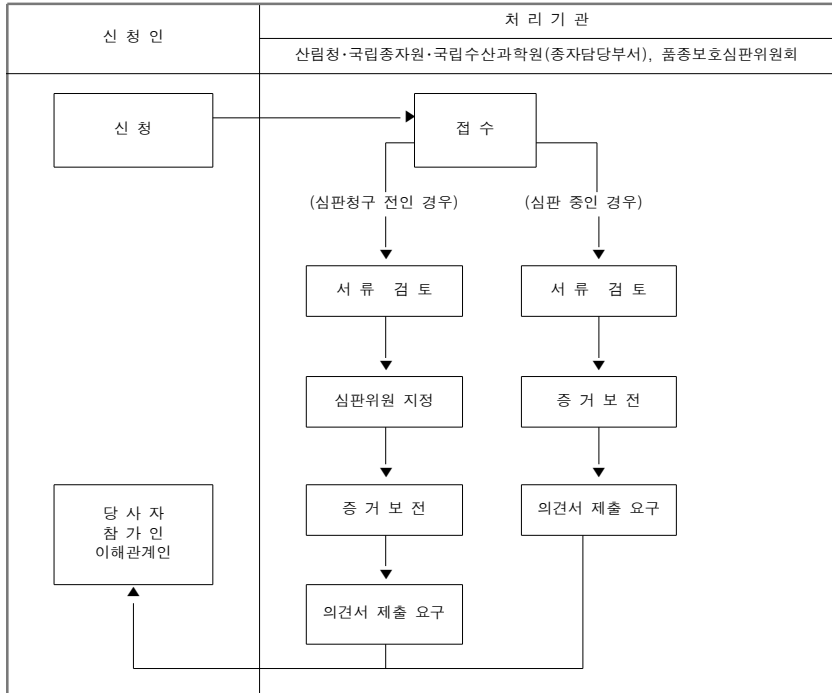 신 청 인
처 리 기 관
산림청·국립종자원·국립수산과학원(종자담당부서), 품종보호심판위원회
신 청
접 수
(심판청구 전인 경우)
(심판 중인 경우)
서 류 검 토
서 류 검 토
심판위원 지정
증 거 보 전
당 사 자
참 가 인
이해관계인
증 거 보 전
의견서 제출 요구
의견서 제출 요구